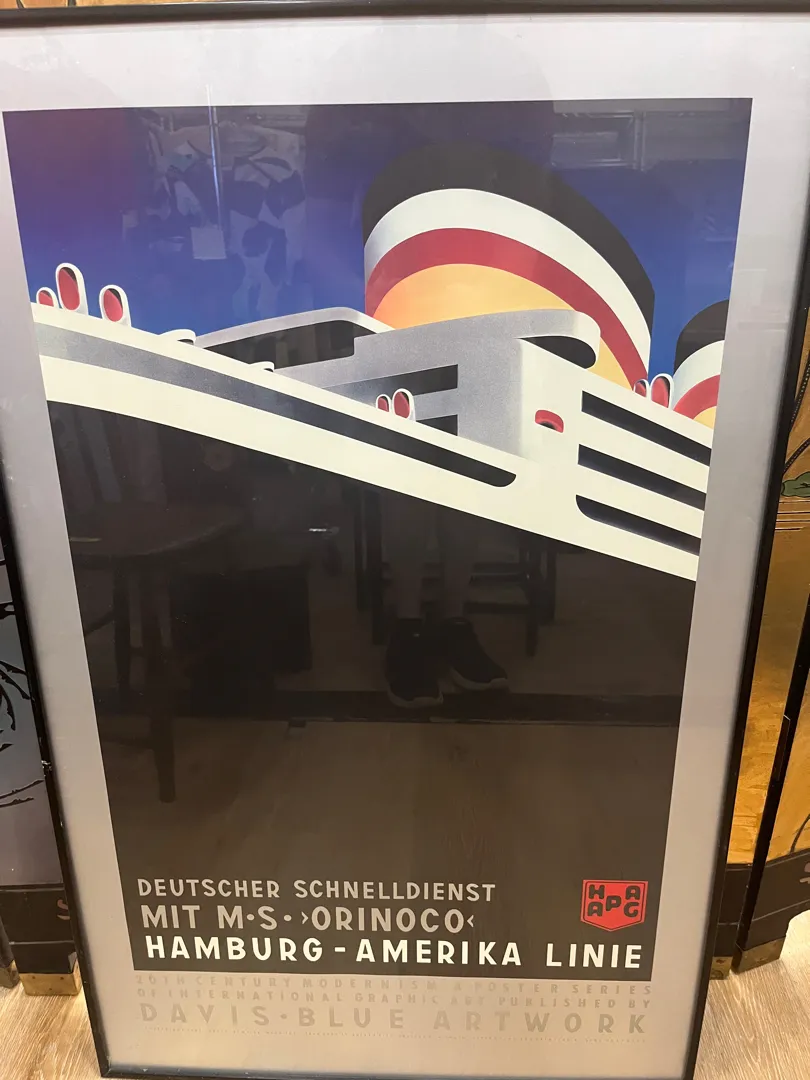 DEUTSCHER SCHNELLDIENST
MIT M·S· ›ORINOCO‹
HAMBURG-AMERIKA LINIE
H A
A P G
20TH CENTURY MODERNISM A POSTER SERIES
OF INTERNATIONAL GRAPHIC ART PUBLISHED BY
DAVIS·BLUE ARTWORK